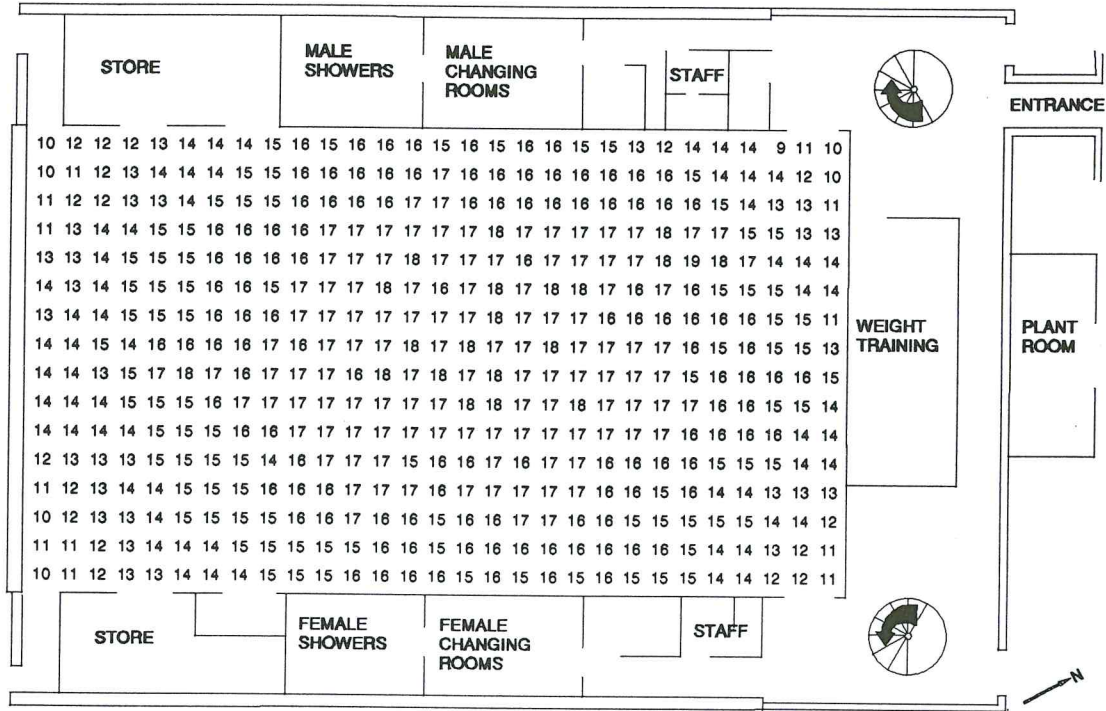 STORE
MALE
SHOWERS
MALE
CHANGING
ROOMS
STAFF
ENTRANCE
10 12 12 12 13 14 14 14 15 16 15 16 16 16 15 16 15 16 16 15 15 13 12 14 14 14 9 11 10
10 11 12 13 14 14 14 15 15 16 16 16 16 16 17 16 16 16 16 16 16 16 16 15 14 14 14 12 10
11 12 12 13 13 14 15 15 15 16 16 16 16 17 17 16 16 16 16 16 16 16 16 16 15 14 13 13 11
11 13 14 14 15 15 16 16 16 16 17 17 17 17 17 17 18 17 17 17 17 17 18 17 17 15 15 13 13
13 13 14 15 15 15 16 16 16 16 17 17 17 18 17 17 17 16 17 17 17 17 18 19 18 17 14 14 14
14 13 14 15 15 15 16 16 15 17 17 17 18 17 16 17 18 17 18 18 17 16 17 16 15 15 15 14 14
13 14 14 15 15 15 16 16 16 17 17 17 17 17 17 17 18 17 17 17 16 16 16 16 16 16 15 15 11
14 14 15 14 16 16 16 16 17 16 17 17 17 18 17 18 17 17 18 17 17 17 17 16 15 16 15 15 13
14 14 13 15 17 18 17 16 17 17 17 16 18 17 18 17 18 17 17 17 17 17 17 15 16 16 16 16 15
14 14 14 15 15 15 16 17 17 17 17 17 17 17 17 18 18 17 17 18 17 17 17 17 16 16 15 15 14
14 14 14 14 15 15 15 16 16 17 17 17 17 17 17 17 17 17 17 17 17 17 17 16 16 16 16 14 14
12 13 13 13 15 15 15 15 14 16 17 17 17 15 16 16 17 16 17 17 16 16 16 16 15 15 15 14 14
11 12 13 14 14 15 15 15 16 16 16 17 17 17 16 17 17 17 17 17 16 16 15 16 14 14 13 13 13
10 12 13 13 14 15 15 15 15 16 16 17 16 16 15 16 16 17 17 16 16 15 15 15 15 15 14 14 12
11 11 12 13 14 14 14 15 15 15 15 15 16 16 15 16 16 16 15 16 16 16 16 15 14 14 13 12 11
10 11 12 13 13 14 14 14 15 15 15 16 16 16 16 15 16 15 16 15 16 15 15 15 14 14 12 12 11
WEIGHT
TRAINING
PLANT
ROOM
STORE
FEMALE
SHOWERS
FEMALE
CHANGING
ROOMS
STAFF
N